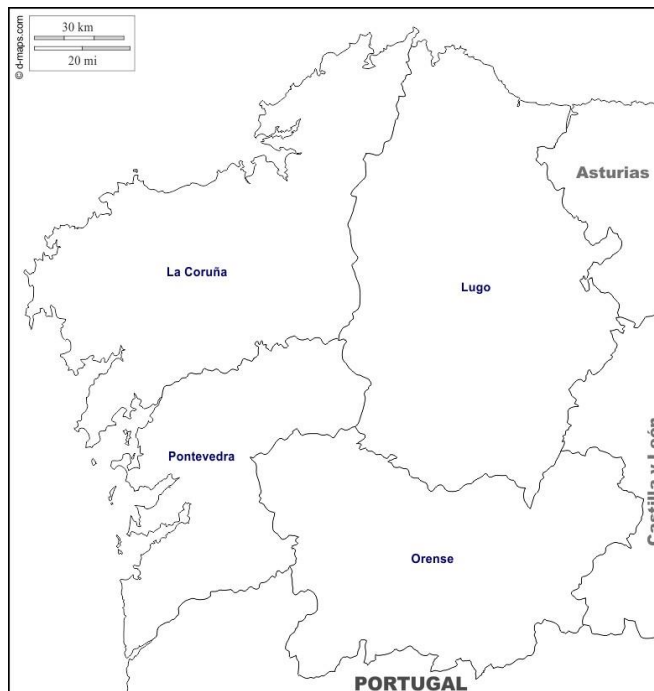 30 km
20 mi
© d-maps.com
Asturias
La Coruña
Lugo
Pontevedra
Castilla y León
Orense
PORTUGAL